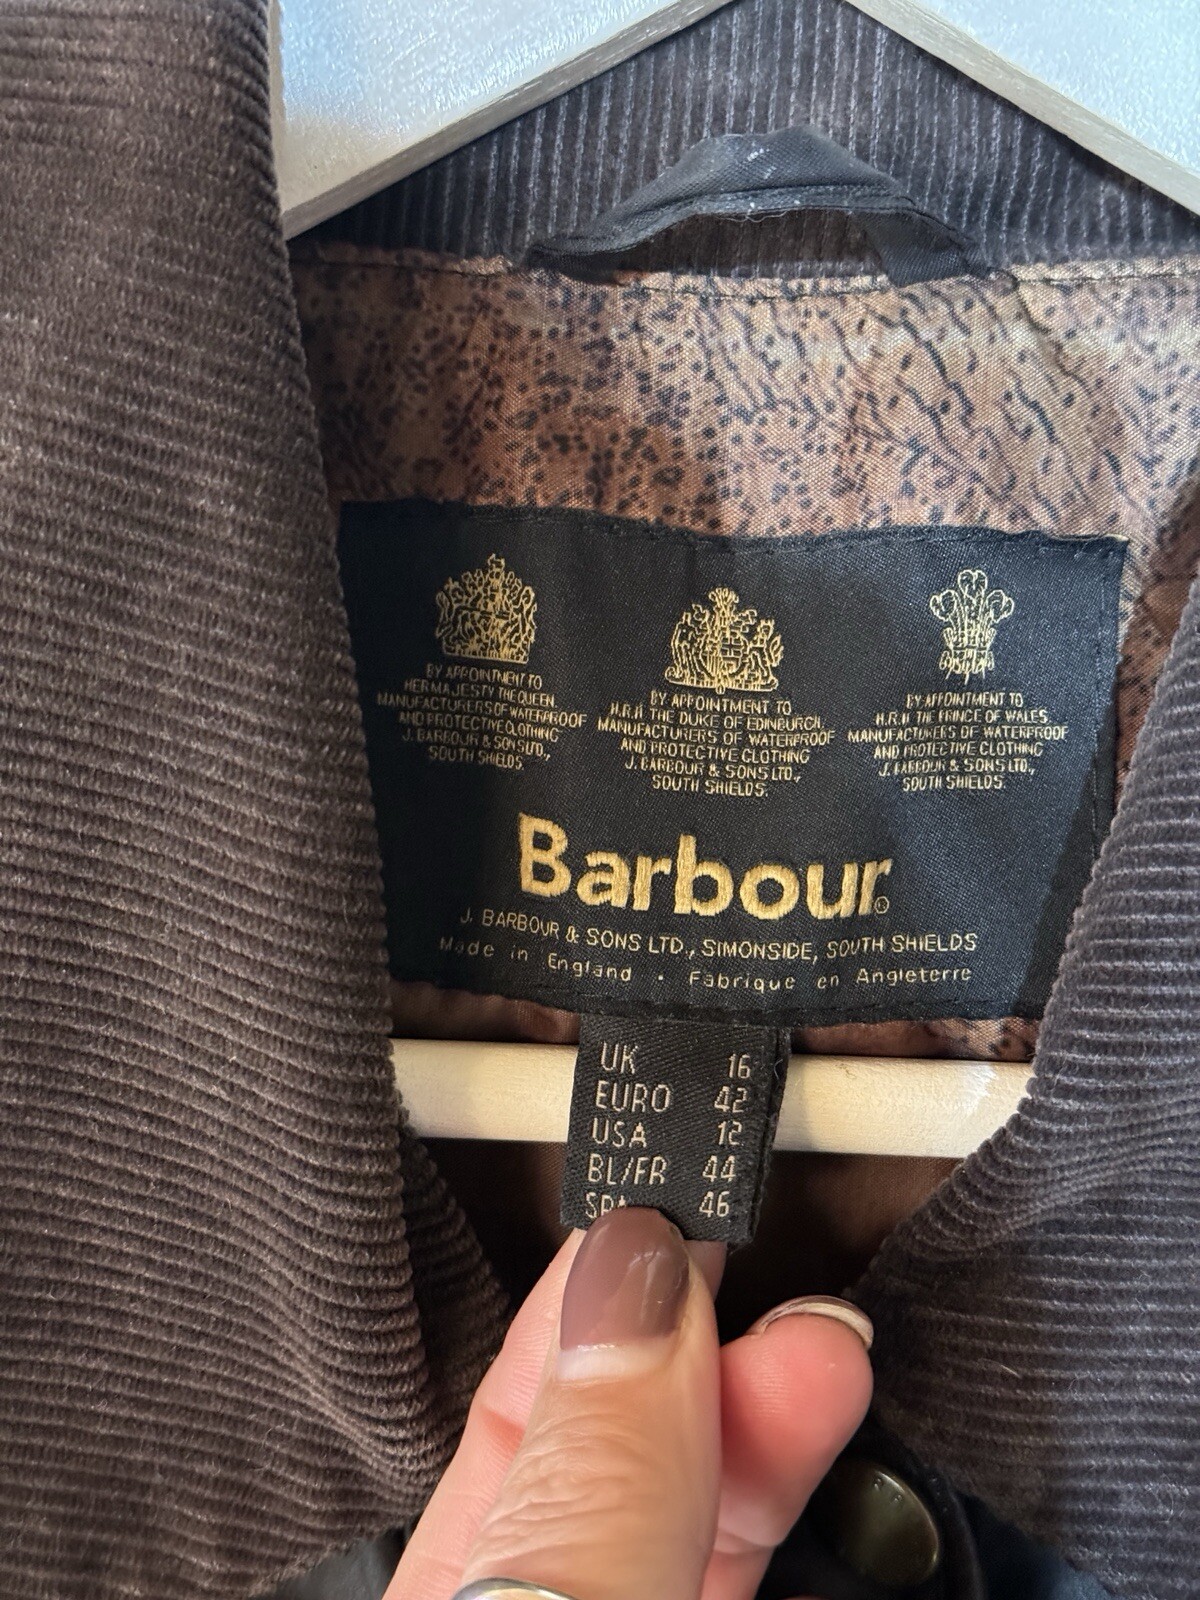 BY APPOINTMENT TO
HER MAJESTY THE QUEEN
MANUFACTURERS OF WATERPROOF
AND PROTECTIVE CLOTHING
J. BARBOUR & SONS LTD.,
SOUTH SHIELDS.
BY APPOINTMENT TO
H.R.H THE DUKE OF EDINBURGH.
MANUFACTURERS OF WATERPROOF
AND PROTECTIVE CLOTHING
J. BARBOUR & SONS LTD.,
SOUTH SHIELDS.
BY APPOINTMENT TO
H.R.H THE PRINCE OF WALES
MANUFACTURERS OF WATERPROOF
AND PROTECTIVE CLOTHING
J. BARBOUR & SONS LTD.,
SOUTH SHIELDS.
Barbour
J. BARBOUR & SONS LTD., SIMONSIDE, SOUTH SHIELDS
Made in England · Fabrique en Angleterre
UK 16
EURO 42
USA 12
BL/FR 44
SPA 46